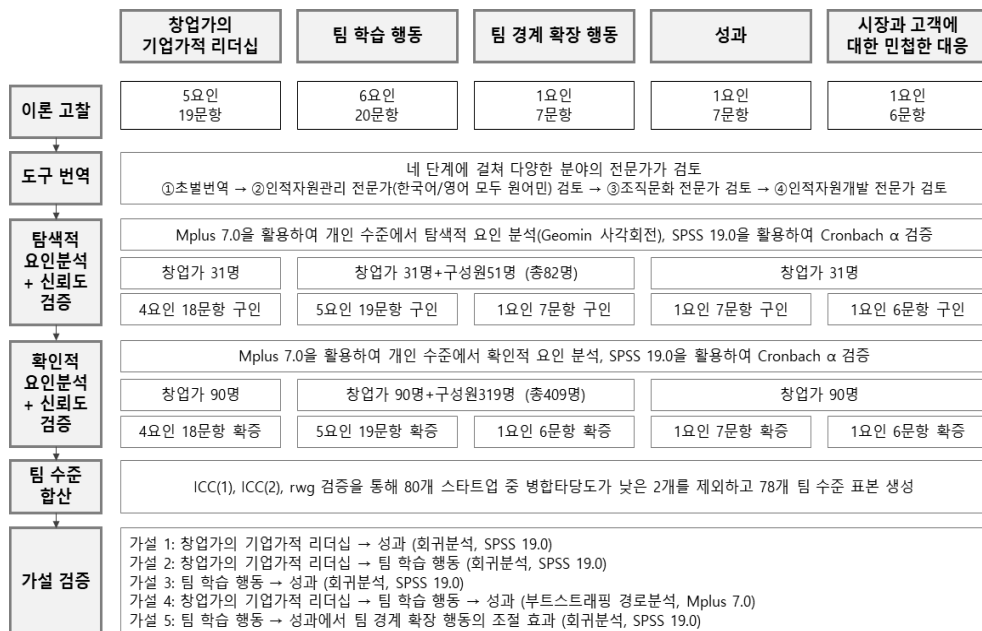 창업가의
기업가적 리더십
팀 학습 행동
팀 경계 확장 행동
성과
시장과 고객에
대한 민첩한 대응
이론 고찰
5요인
19문항
6요인
20문항
1요인
7문항
1요인
7문항
1요인
6문항
도구 번역
네 단계에 걸쳐 다양한 분야의 전문가가 검토
①초벌번역 → ②인적자원관리 전문가(한국어/영어 모두 원어민) 검토 → ③조직문화 전문가 검토 → ④인적자원개발 전문가 검토
탐색적
요인분석
+ 신뢰도
검증
Mplus 7.0을 활용하여 개인 수준에서 탐색적 요인 분석(Geomin 사각회전), SPSS 19.0을 활용하여 Cronbach α 검증
창업가 31명
창업가 31명+구성원51명 (총82명)
창업가 31명
4요인 18문항 구인
5요인 19문항 구인
1요인 7문항 구인
1요인 7문항 구인
1요인 6문항 구인
확인적
요인분석
+ 신뢰도
검증
Mplus 7.0을 활용하여 개인 수준에서 확인적 요인 분석, SPSS 19.0을 활용하여 Cronbach α 검증
창업가 90명
창업가 90명+구성원319명 (총409명)
창업가 90명
4요인 18문항 확증
5요인 19문항 확증
1요인 6문항 확증
1요인 7문항 확증
1요인 6문항 확증
팀 수준
합산
ICC(1), ICC(2), rwg 검증을 통해 80개 스타트업 중 병합타당도가 낮은 2개를 제외하고 78개 팀 수준 표본 생성
가설 검증
가설 1: 창업가의 기업가적 리더십 → 성과 (회귀분석, SPSS 19.0)
가설 2: 창업가의 기업가적 리더십 → 팀 학습 행동 (회귀분석, SPSS 19.0)
가설 3: 팀 학습 행동 → 성과 (회귀분석, SPSS 19.0)
가설 4: 창업가의 기업가적 리더십 → 팀 학습 행동 → 성과 (부트스트래핑 경로분석, Mplus 7.0)
가설 5: 팀 학습 행동 → 성과에서 팀 경계 확장 행동의 조절 효과 (회귀분석, SPSS 19.0)